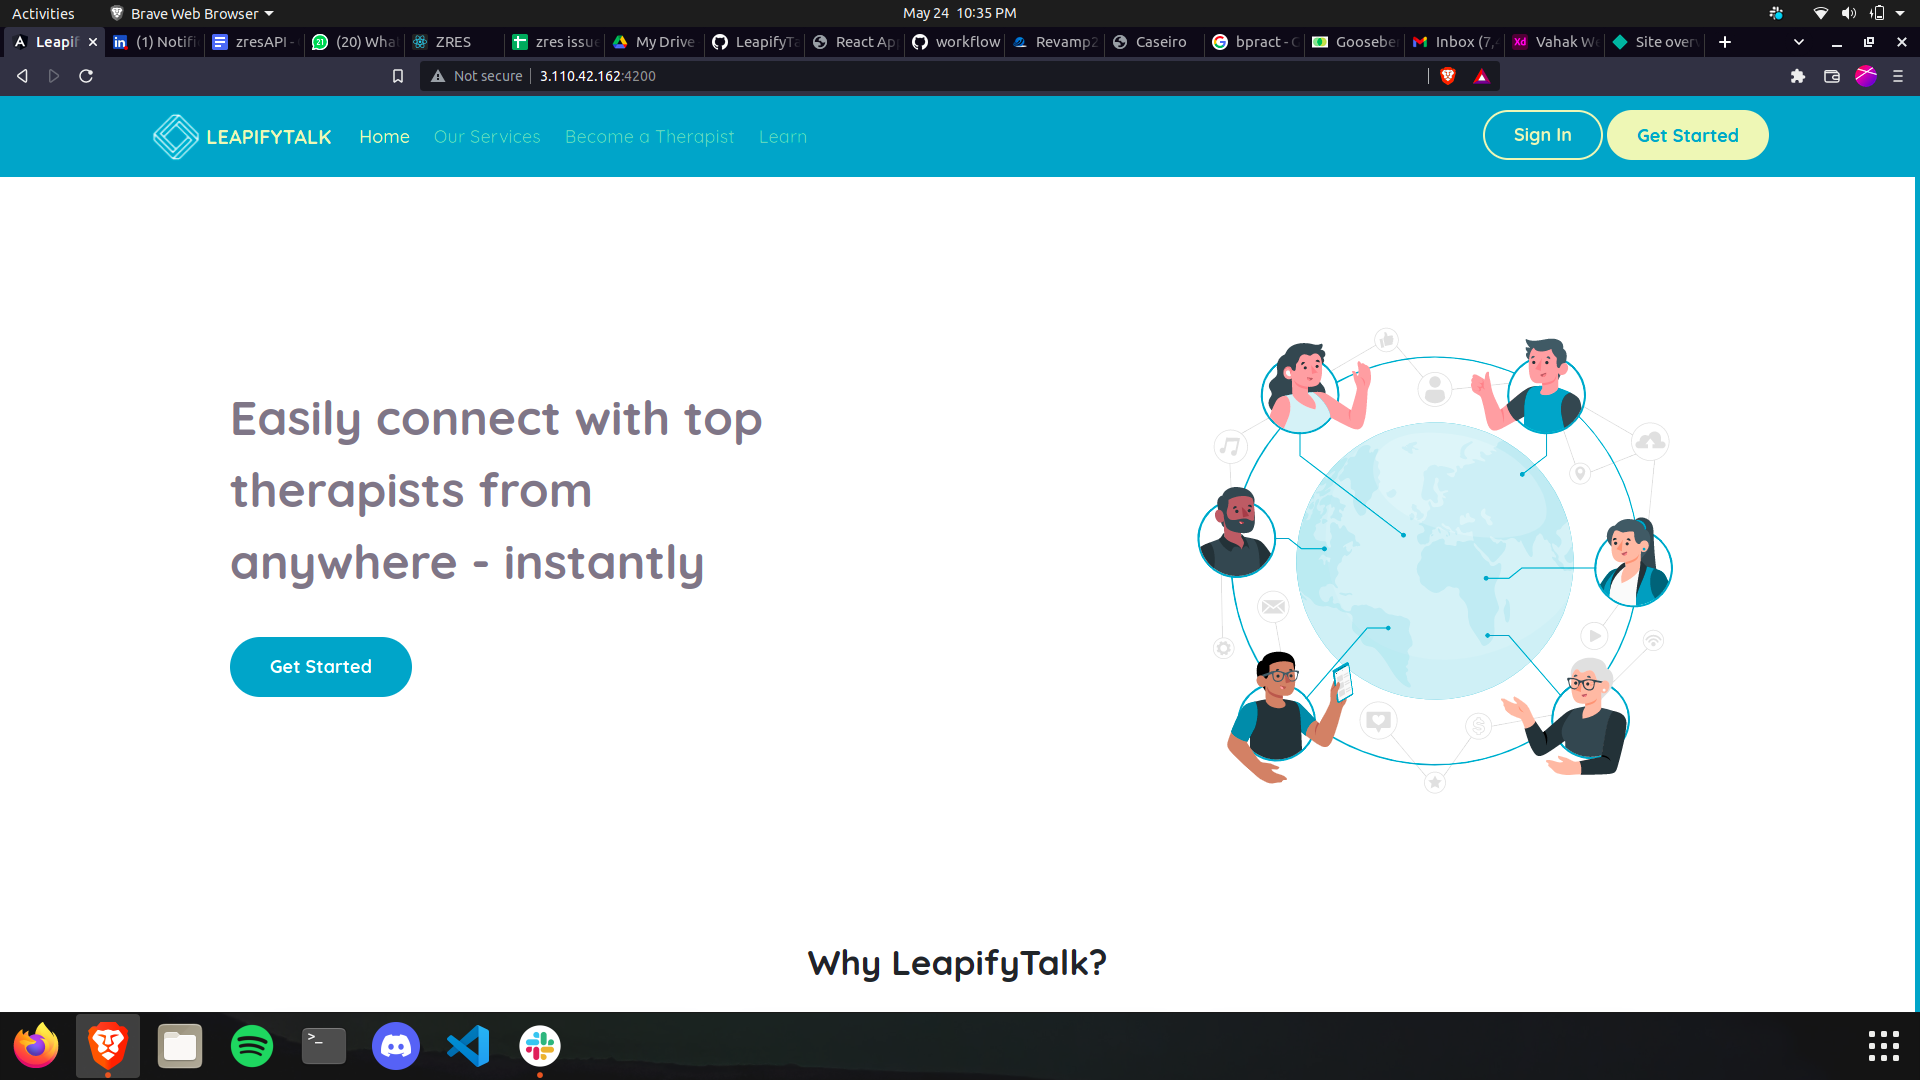 Activities
Brave Web Browser
May 24 10:35 PM
Leapif
(1) Notifi
zresAPI -
(20) Wha
ZRES
zres issue
My Drive
LeapifyTa
React Ap
workflow
Revamp2
Caseiro
bpract - G
Goosebe
Inbox (7,
Vahak We
Site over
Not secure
3.110.42.162:4200
LEAPIFYTALK
Home
Our Services
Become a Therapist
Learn
Sign In
Get Started
Easily connect with top
therapists from
anywhere - instantly
Get Started
Why LeapifyTalk?